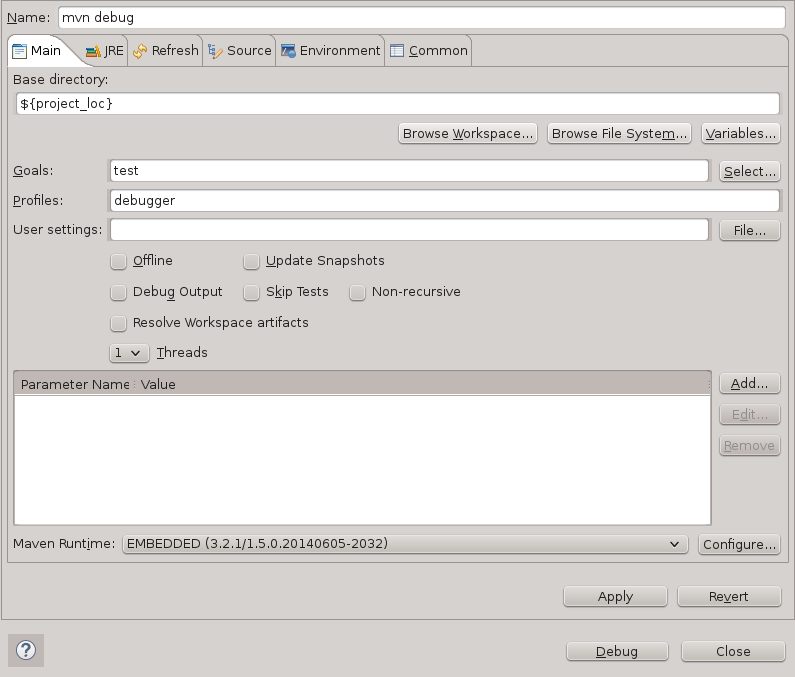 Name: mvn debug
Main JRE Refresh Source Environment Common
Base directory:
${project_loc}
Browse Workspace... Browse File System... Variables...
Goals: test Select...
Profiles: debugger
User settings: File...
Offline Update Snapshots
Debug Output Skip Tests Non-recursive
Resolve Workspace artifacts
1 Threads
Parameter Name Value
Add...
Edit...
Remove
Maven Runtime: EMBEDDED (3.2.1/1.5.0.20140605-2032) Configure...
Apply Revert
? Debug Close